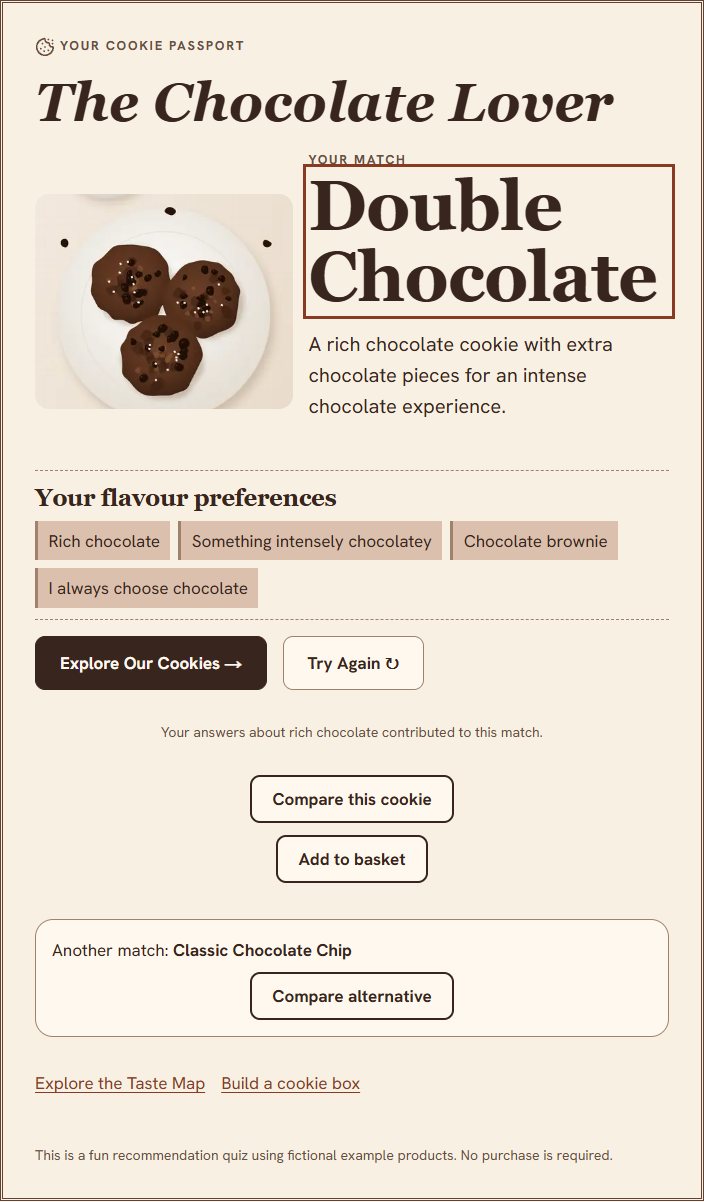 YOUR COOKIE PASSPORT
The Chocolate Lover
YOUR MATCH
Double
Chocolate
A rich chocolate cookie with extra
chocolate pieces for an intense
chocolate experience.
Your flavour preferences
Rich chocolate
Something intensely chocolatey
Chocolate brownie
I always choose chocolate
Explore Our Cookies →
Try Again ↻
Your answers about rich chocolate contributed to this match.
Compare this cookie
Add to basket
Another match: Classic Chocolate Chip
Compare alternative
Explore the Taste Map
Build a cookie box
This is a fun recommendation quiz using fictional example products. No purchase is required.